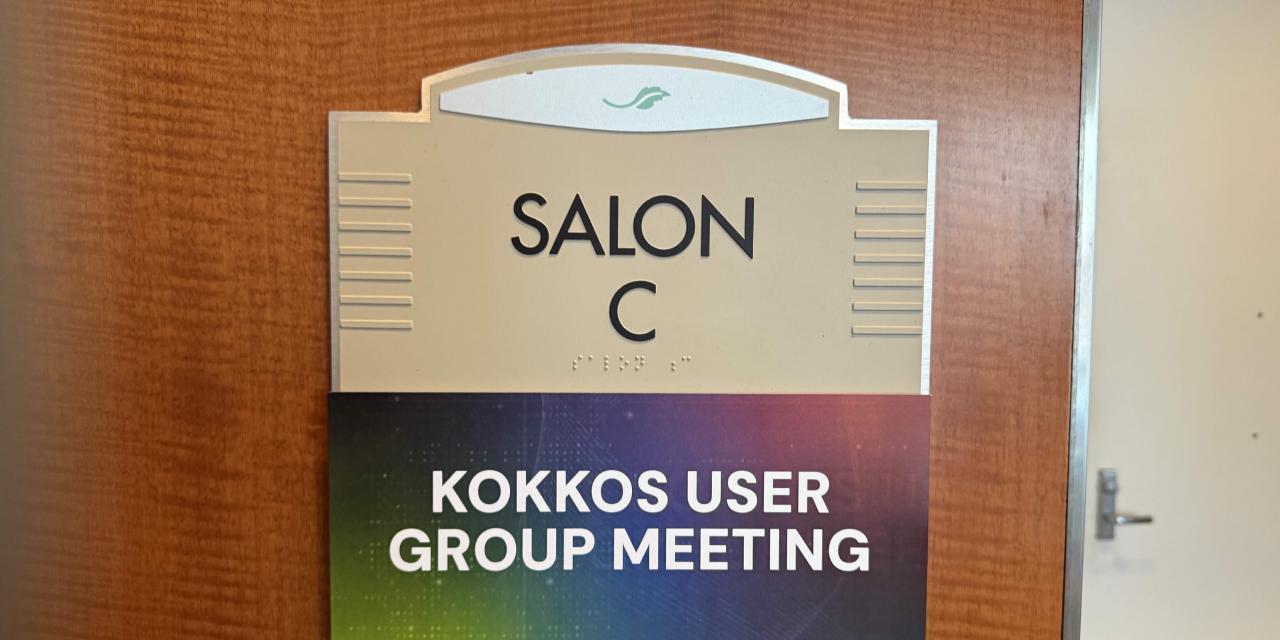 SALON
C
KOKKOS USER
GROUP MEETING